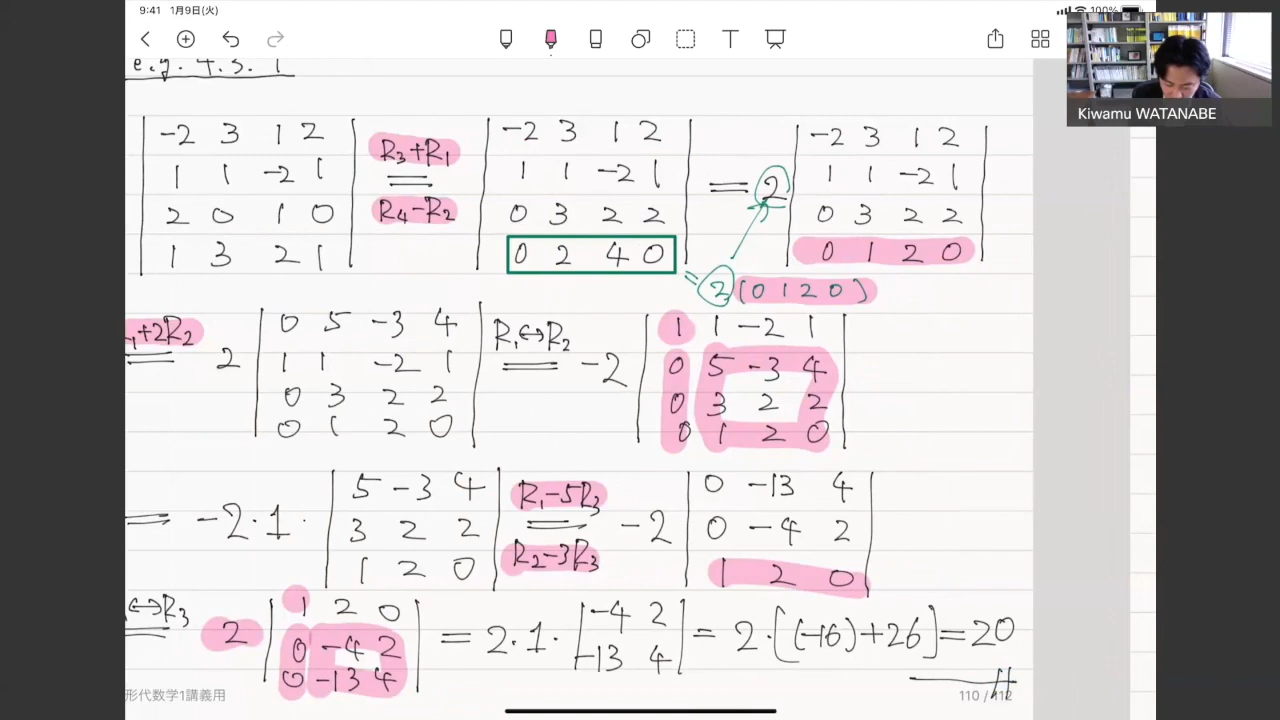 9:41 1月9日(火) 100%
T
Kiwamu WATANABE
e.g. 4.3.1
| -2 3 1 2 | R3+R1 | -2 3 1 2 | | -2 3 1 2 |
| 1 1 -2 1 | = | 1 1 -2 1 | = 2 | 1 1 -2 1 |
| 2 0 1 0 | R4-R2 | 0 3 2 2 | | 0 3 2 2 |
| 1 3 2 1 | | 0 2 4 0 | | 0 1 2 0 |
= 2 (0 1 2 0)
1+2R2 | 0 5 -3 4 | R1↔R2 | 1 1 -2 1 |
= 2 | 1 1 -2 1 | = -2 | 0 5 -3 4 |
| 0 3 2 2 | | 0 3 2 2 |
| 0 1 2 0 | | 0 1 2 0 |
| 5 -3 4 | R1-5R3 | 0 -13 4 |
= -2・1・ | 3 2 2 | = -2 | 0 -4 2 |
| 1 2 0 | R2-3R3 | 1 2 0 |
↔R3 | 1 2 0 | | -4 2 |
= 2 | 0 -4 2 | = 2・1・ | -13 4 | = 2・[(-16)+26] = 20
| 0 -13 4 |
形代数学1講義用 110 / 112